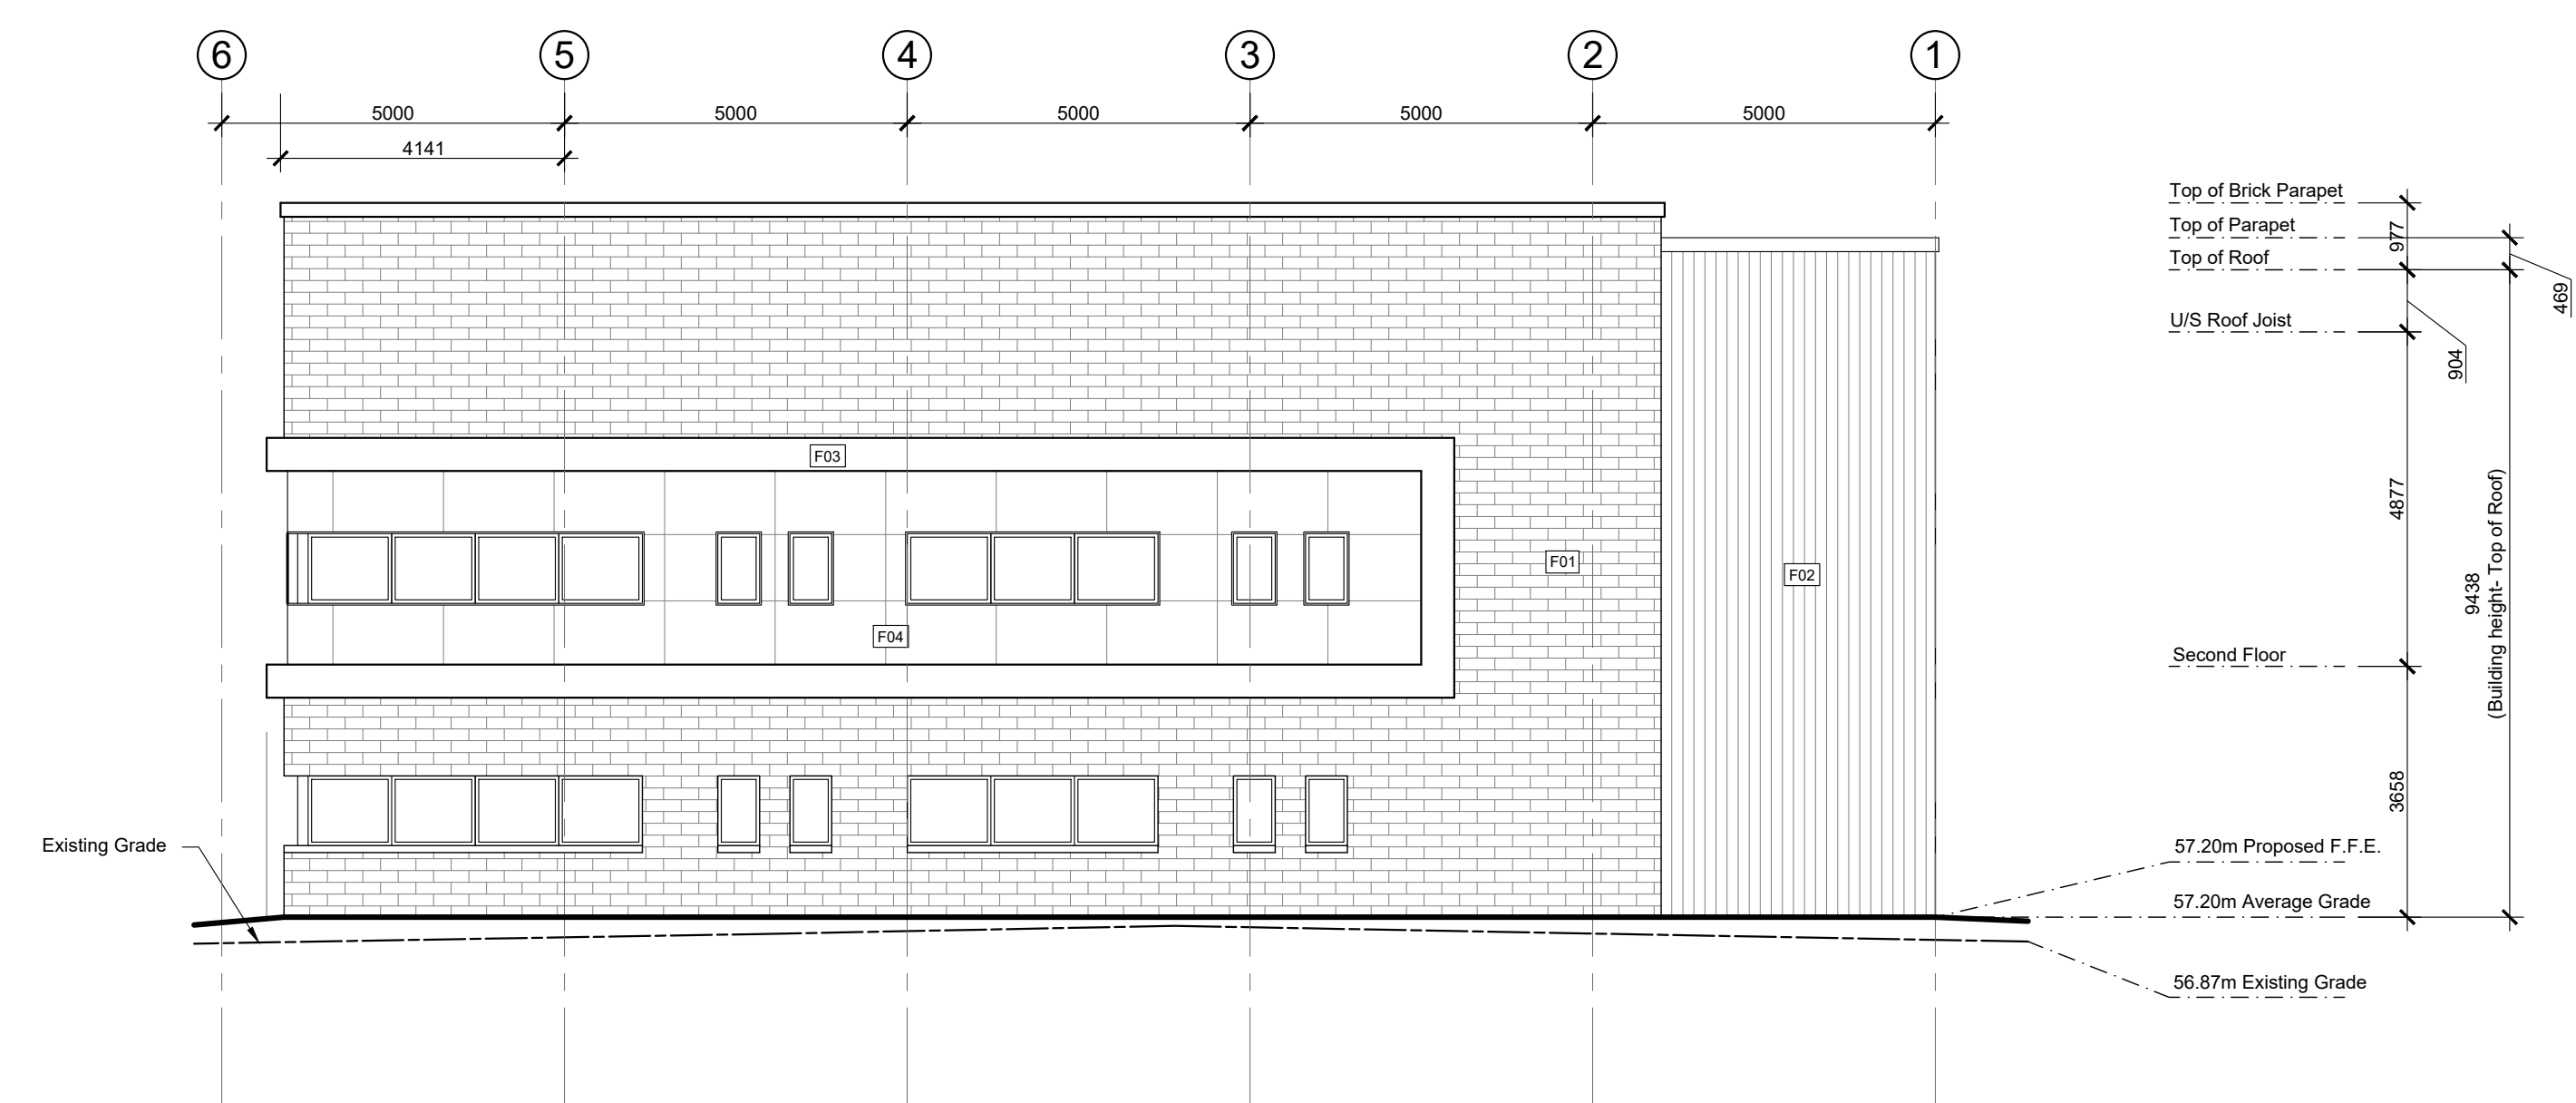 6 5 4 3 2 1
5000 5000 5000 5000 5000
4141
Top of Brick Parapet
Top of Parapet
977
Top of Roof
469
U/S Roof Joist
904
F03
4877
9438
(Building height- Top of Roof)
F01
F02
F04
Second Floor
3658
Existing Grade
57.20m Proposed F.F.E.
57.20m Average Grade
56.87m Existing Grade